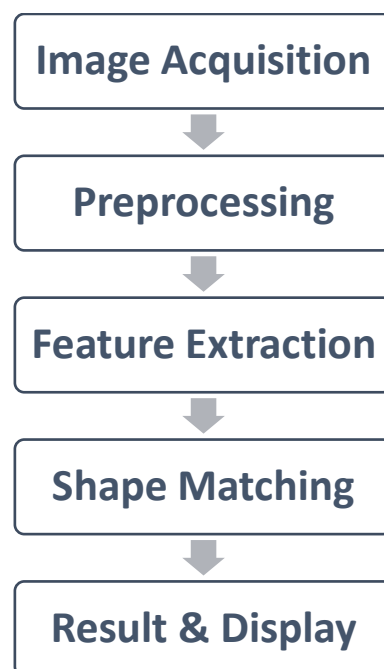 Image Acquisition
Preprocessing
Feature Extraction
Shape Matching
Result & Display